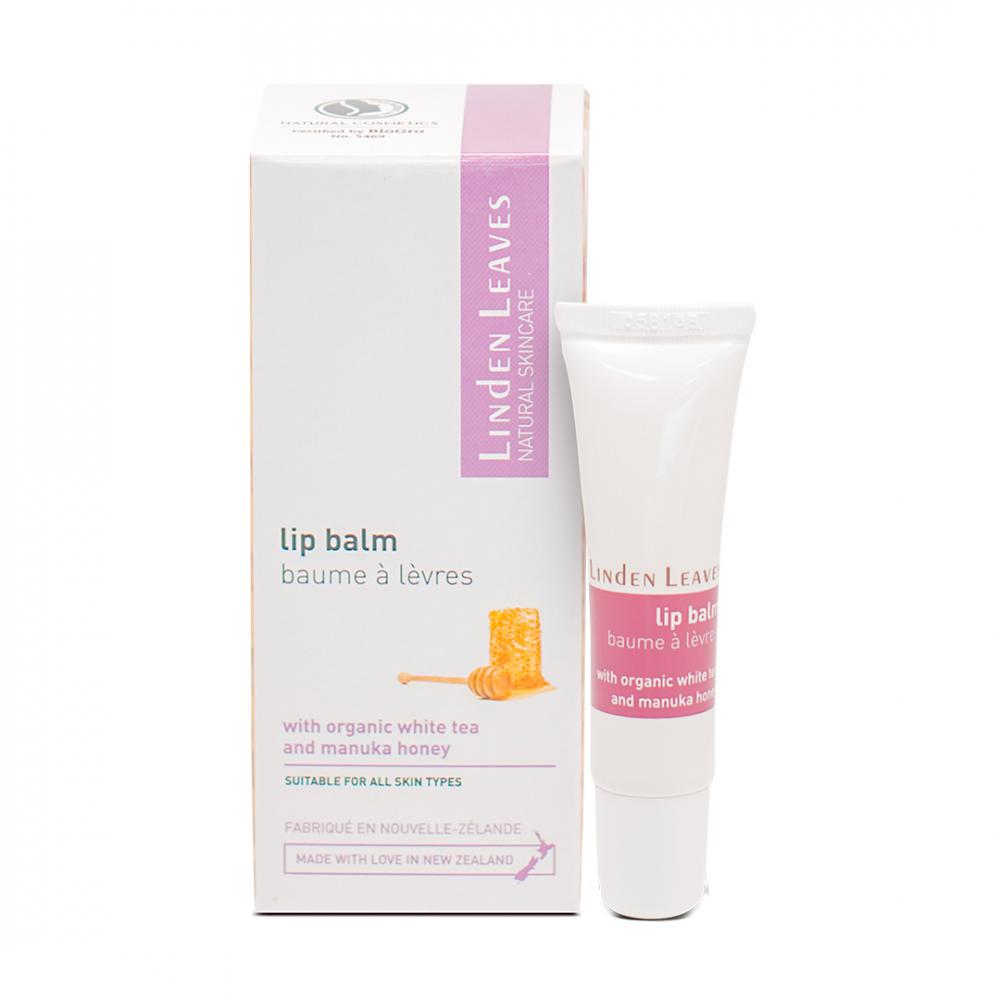 NATURAL COSMETICS
Certified by BioGro
No. 5469
LINDEN LEAVES
NATURAL SKINCARE
lip balm
baume à lèvres
with organic white tea
and manuka honey
SUITABLE FOR ALL SKIN TYPES
FABRIQUÉ EN NOUVELLE-ZÉLANDE
MADE WITH LOVE IN NEW ZEALAND
LINDEN LEAVES
lip balm
baume à lèvres
with organic white tea
and manuka honey